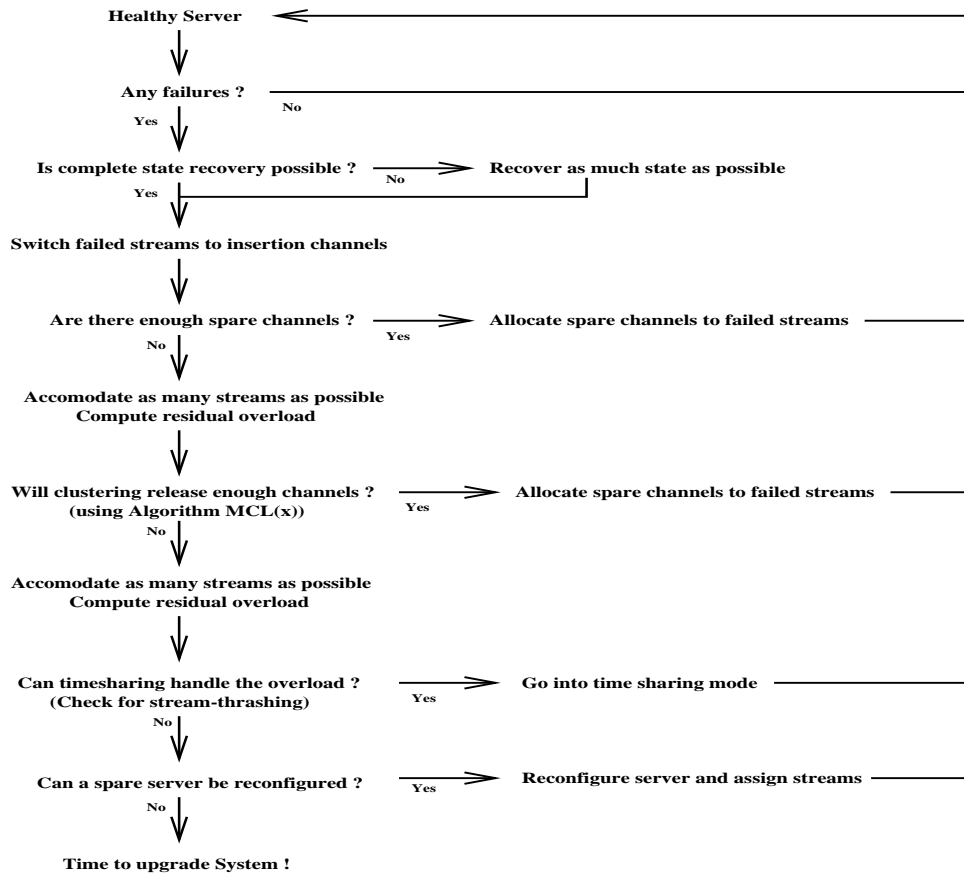 Healthy Server
Any failures ?
No
Yes
Is complete state recovery possible ?
No
Recover as much state as possible
Yes
Switch failed streams to insertion channels
Are there enough spare channels ?
Yes
Allocate spare channels to failed streams
No
Accomodate as many streams as possible
Compute residual overload
Will clustering release enough channels ?
(using Algorithm MCL(x))
Yes
Allocate spare channels to failed streams
No
Accomodate as many streams as possible
Compute residual overload
Can timesharing handle the overload ?
(Check for stream-thrashing)
Yes
Go into time sharing mode
No
Can a spare server be reconfigured ?
Yes
Reconfigure server and assign streams
No
Time to upgrade System !